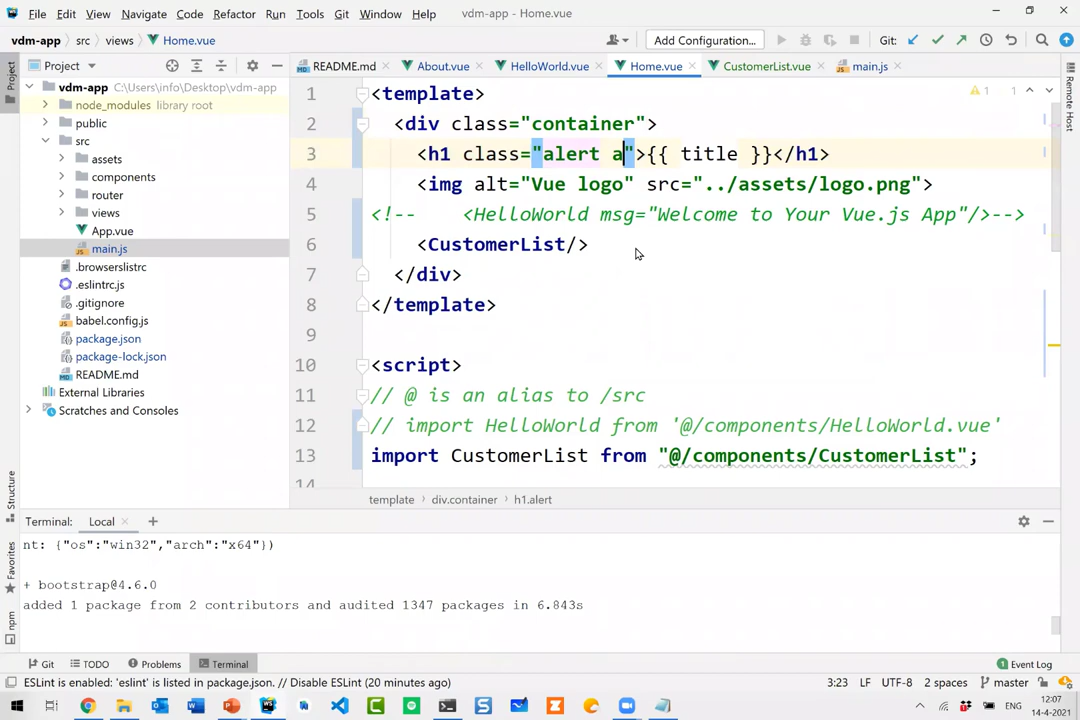 File Edit View Navigate Code Refactor Run Tools Git Window Help vdm-app - Home.vue
vdm-app src views Home.vue Add Configuration... Git:
Project README.md About.vue HelloWorld.vue Home.vue CustomerList.vue main.js
Project
Remote Host
vdm-app C:\Users\info\Desktop\vdm-app
node_modules library root
public
src
assets
components
router
views
App.vue
main.js
.browserslistrc
.eslintrc.js
.gitignore
babel.config.js
package.json
package-lock.json
README.md
External Libraries
Scratches and Consoles
1 <template>
2 <div class="container">
3 <h1 class="alert a">{{ title }}</h1>
4 <img alt="Vue logo" src="../assets/logo.png">
5 <!-- <HelloWorld msg="Welcome to Your Vue.js App"/>-->
6 <CustomerList/>
7 </div>
8 </template>
9
10 <script>
11 // @ is an alias to /src
12 // import HelloWorld from '@/components/HelloWorld.vue'
13 import CustomerList from "@/components/CustomerList";
14
1 1
template div.container h1.alert
Structure
Favorites
npm
Terminal: Local +
nt: {"os":"win32","arch":"x64"})
+ bootstrap@4.6.0
added 1 package from 2 contributors and audited 1347 packages in 6.843s
Git TODO Problems Terminal 1 Event Log
ESLint is enabled: 'eslint' is listed in package.json. // Disable ESLint (20 minutes ago) 3:23 LF UTF-8 2 spaces master
ENG
12:07
14-4-2021